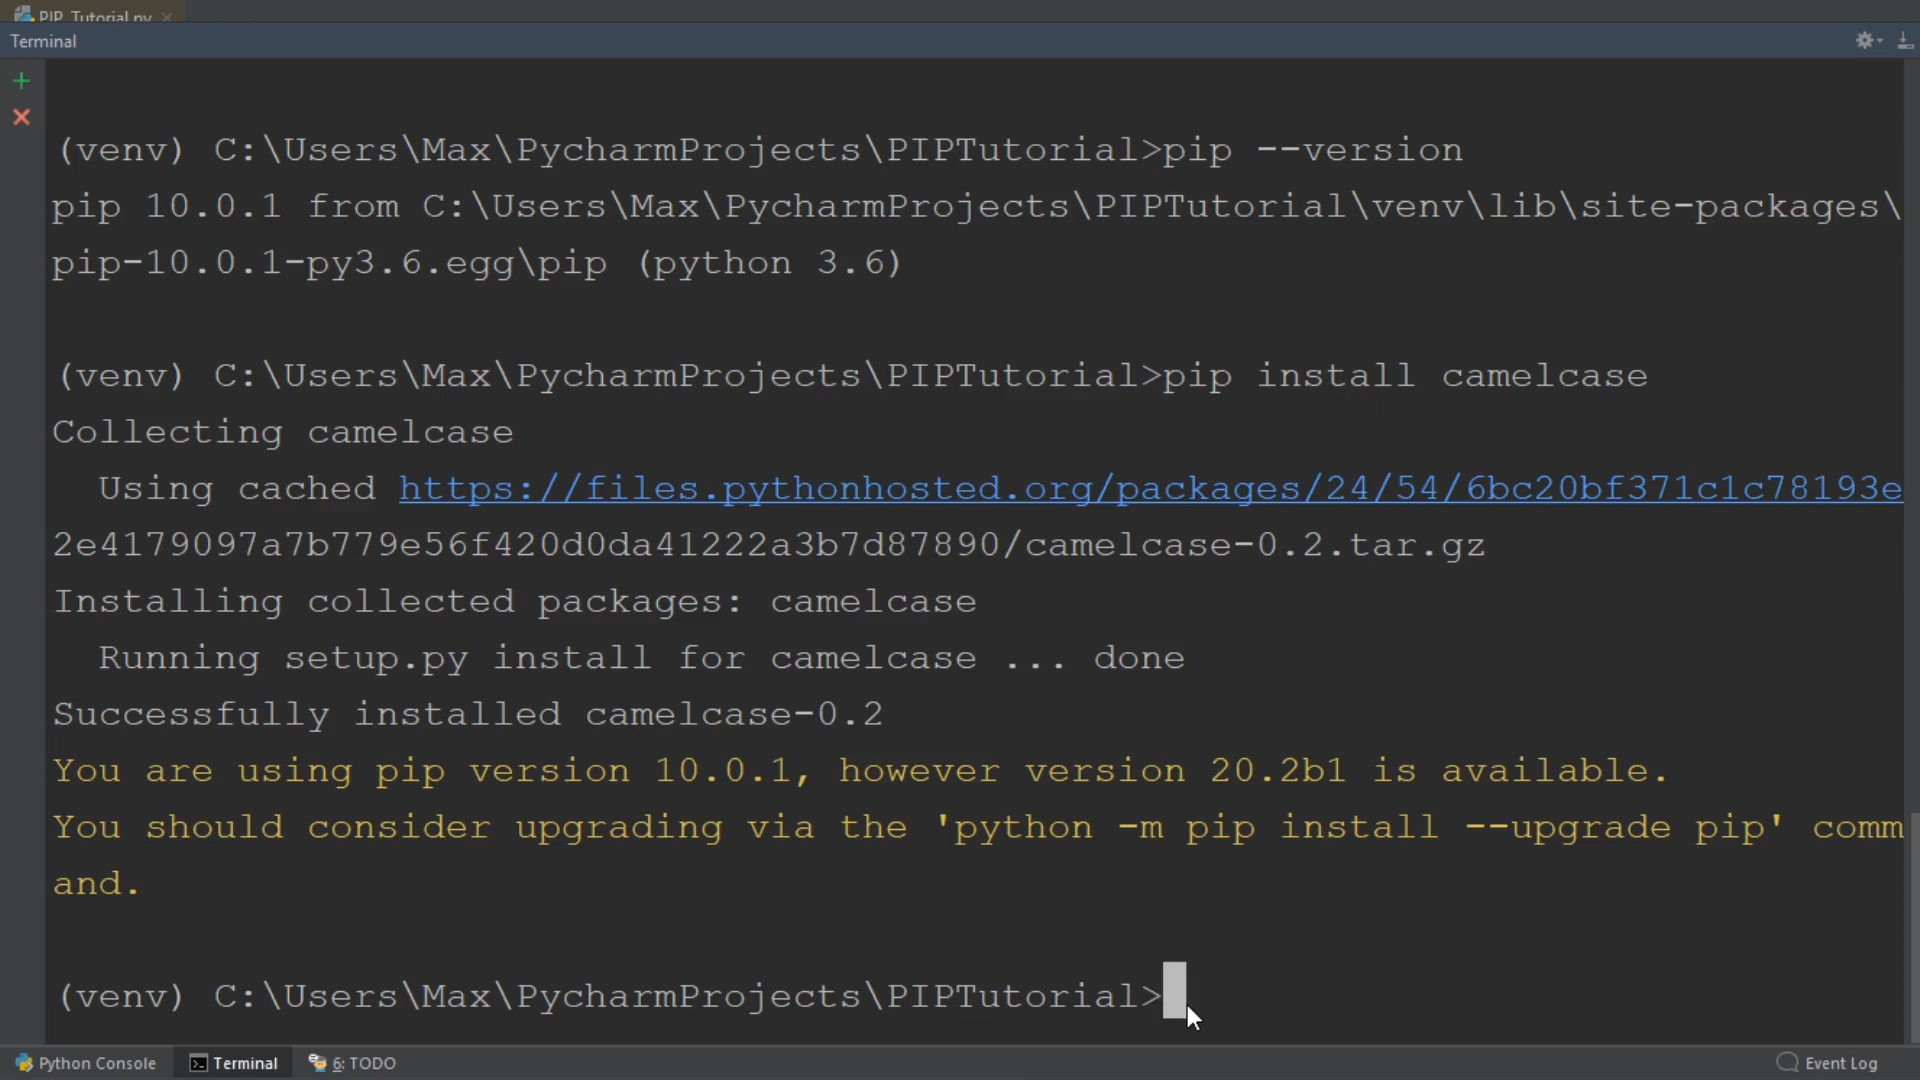 PIP_Tutorial.py
Terminal
(venv) C:\Users\Max\PycharmProjects\PIPTutorial>pip --version
pip 10.0.1 from C:\Users\Max\PycharmProjects\PIPTutorial\venv\lib\site-packages\
pip-10.0.1-py3.6.egg\pip (python 3.6)
(venv) C:\Users\Max\PycharmProjects\PIPTutorial>pip install camelcase
Collecting camelcase
  Using cached https://files.pythonhosted.org/packages/24/54/6bc20bf371c1c78193e
2e4179097a7b779e56f420d0da41222a3b7d87890/camelcase-0.2.tar.gz
Installing collected packages: camelcase
  Running setup.py install for camelcase ... done
Successfully installed camelcase-0.2
You are using pip version 10.0.1, however version 20.2b1 is available.
You should consider upgrading via the 'python -m pip install --upgrade pip' comm
and.
(venv) C:\Users\Max\PycharmProjects\PIPTutorial>
Python Console Terminal 6: TODO Event Log